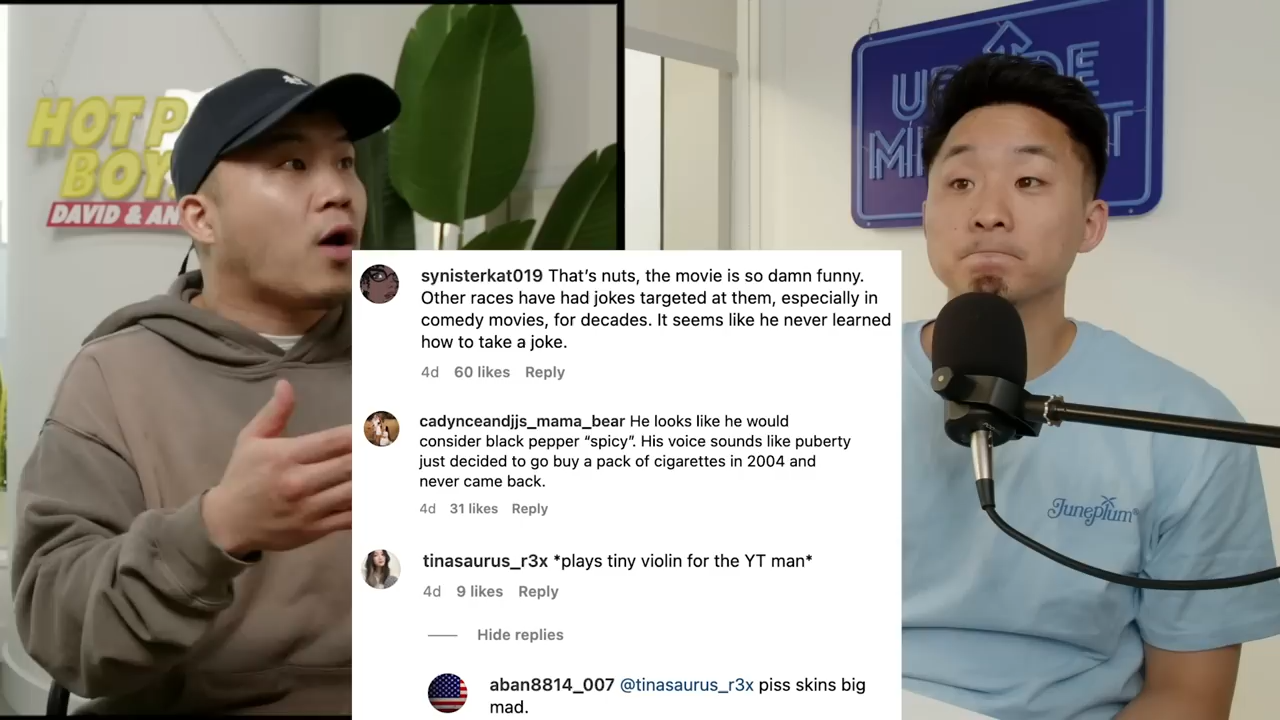 HOT P
BOY
DAVID & AN
synisterkat019 That's nuts, the movie is so damn funny.
Other races have had jokes targeted at them, especially in
comedy movies, for decades. It seems like he never learned
how to take a joke.
4d 60 likes Reply
cadynceandjjs_mama_bear He looks like he would
consider black pepper “spicy”. His voice sounds like puberty
just decided to go buy a pack of cigarettes in 2004 and
never came back.
4d 31 likes Reply
tinasaurus_r3x *plays tiny violin for the YT man*
4d 9 likes Reply
Hide replies
aban8814_007 @tinasaurus_r3x piss skins big
mad.
Juneplum